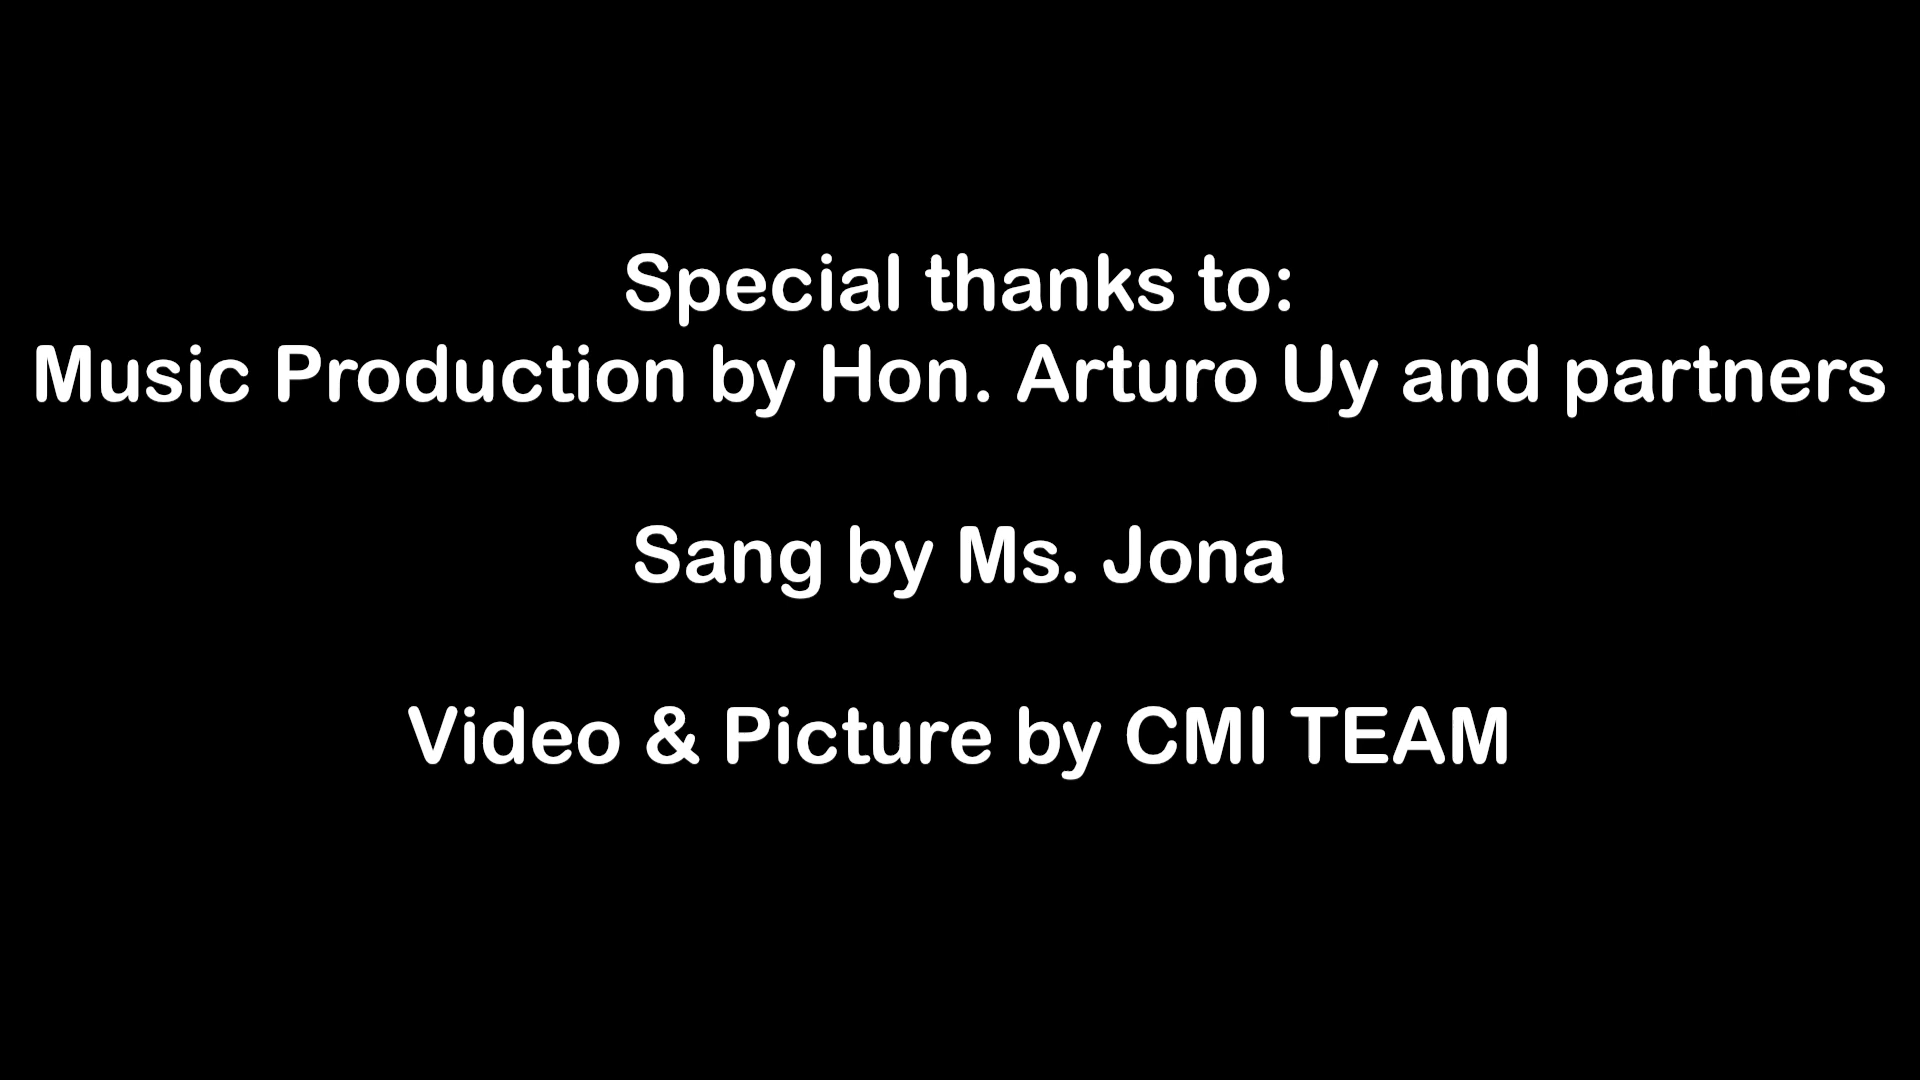 Special thanks to:
Music Production by Hon. Arturo Uy and partners
Sang by Ms. Jona
Video & Picture by CMI TEAM